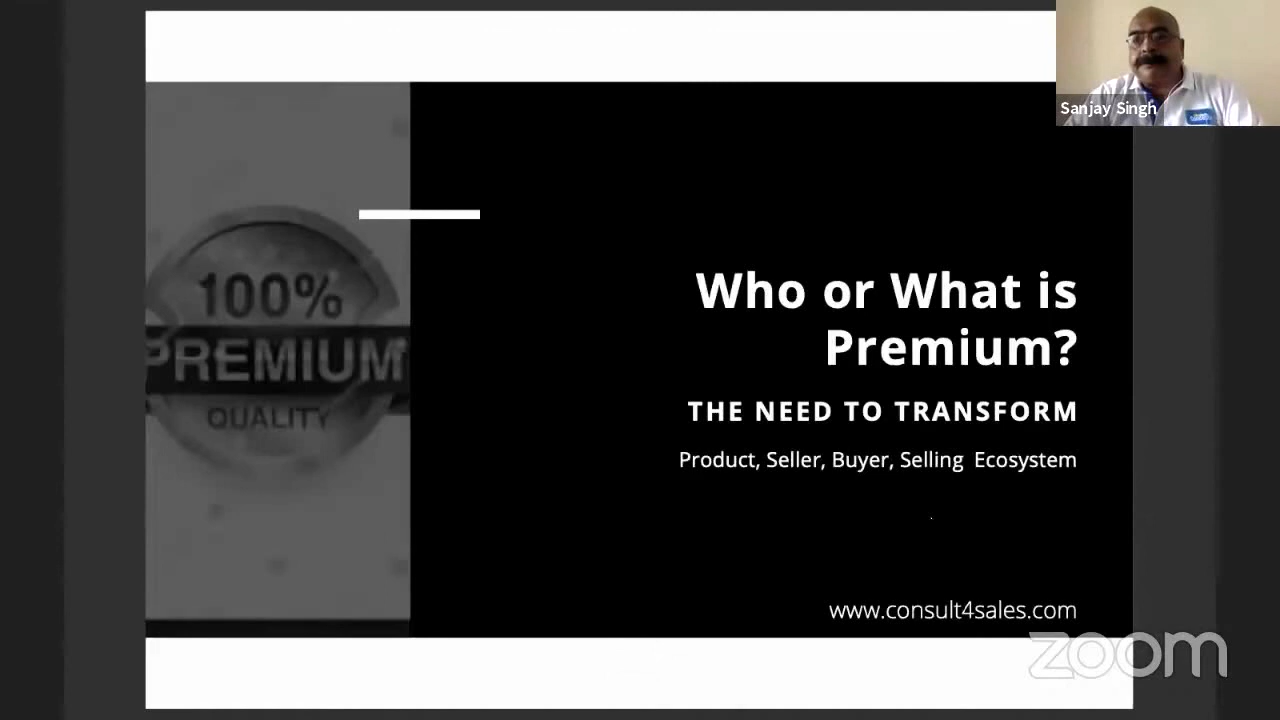 Sanjay Singh
100%
PREMIUM
QUALITY
Who or What is
Premium?
THE NEED TO TRANSFORM
Product, Seller, Buyer, Selling Ecosystem
www.consult4sales.com
zoom